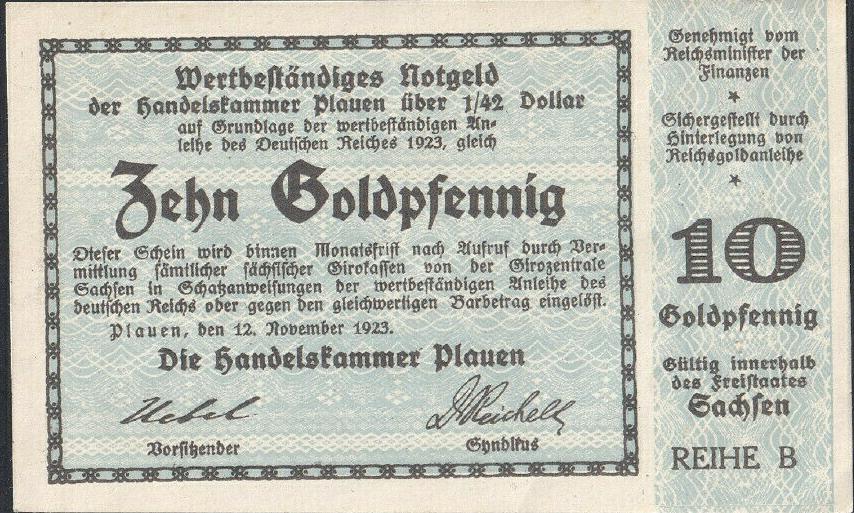 Wertbeständiges Notgeld
der Handelskammer Plauen über 1/42 Dollar
auf Grundlage der wertbeständigen An-
leihe des Deutschen Reiches 1923, gleich
Zehn Goldpfennig
Dieser Schein wird binnen Monatsfrist nach Aufruf durch Ver-
mittlung sämtlicher sächsischer Girokassen von der Girozentrale
Sachsen in Schatzanweisungen der wertbeständigen Anleihe des
deutschen Reichs oder gegen den gleichwertigen Barbetrag eingelöst.
Plauen, den 12. November 1923.
Die Handelskammer Plauen
Uebel
Vorsitzender
Dr Reichelt
Syndikus
Genehmigt vom
Reichsminister der
Finanzen
Sichergestellt durch
Hinterlegung von
Reichsgoldanleihe
10
Goldpfennig
Gültig innerhalb
des Freistaates
Sachsen
REIHE B